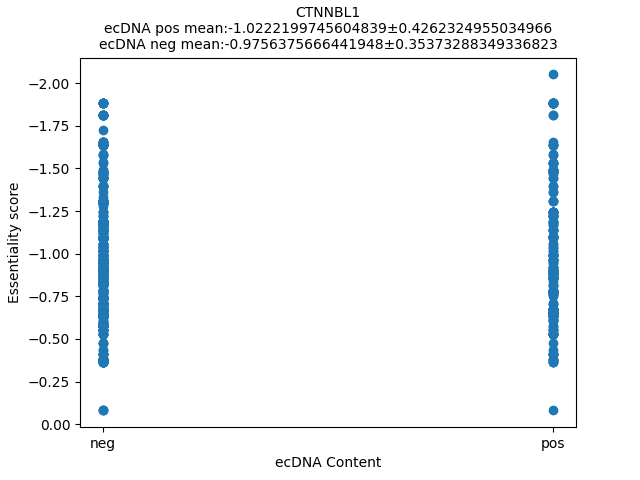 CTNNBL1
ecDNA pos mean:-1.0222199745604839±0.4262324955034966
ecDNA neg mean:-0.9756375666441948±0.35373288349336823
−2.00
−1.75
−1.50
−1.25
−1.00
−0.75
−0.50
−0.25
0.00
Essentiality score
neg
pos
ecDNA Content